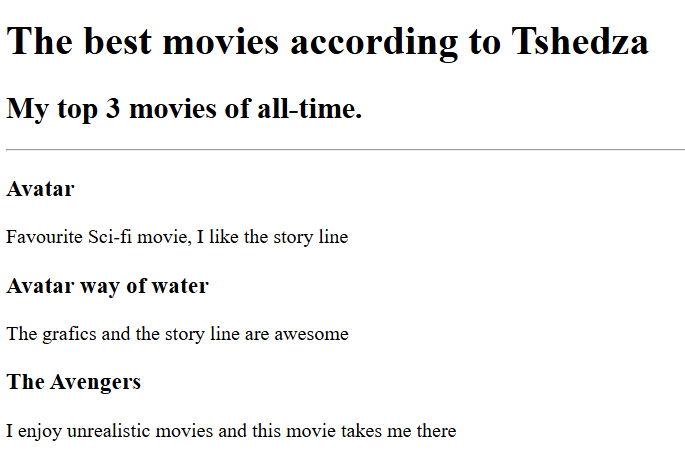 The best movies according to Tshedza
My top 3 movies of all-time.
Avatar
Favourite Sci-fi movie, I like the story line
Avatar way of water
The grafics and the story line are awesome
The Avengers
I enjoy unrealistic movies and this movie takes me there